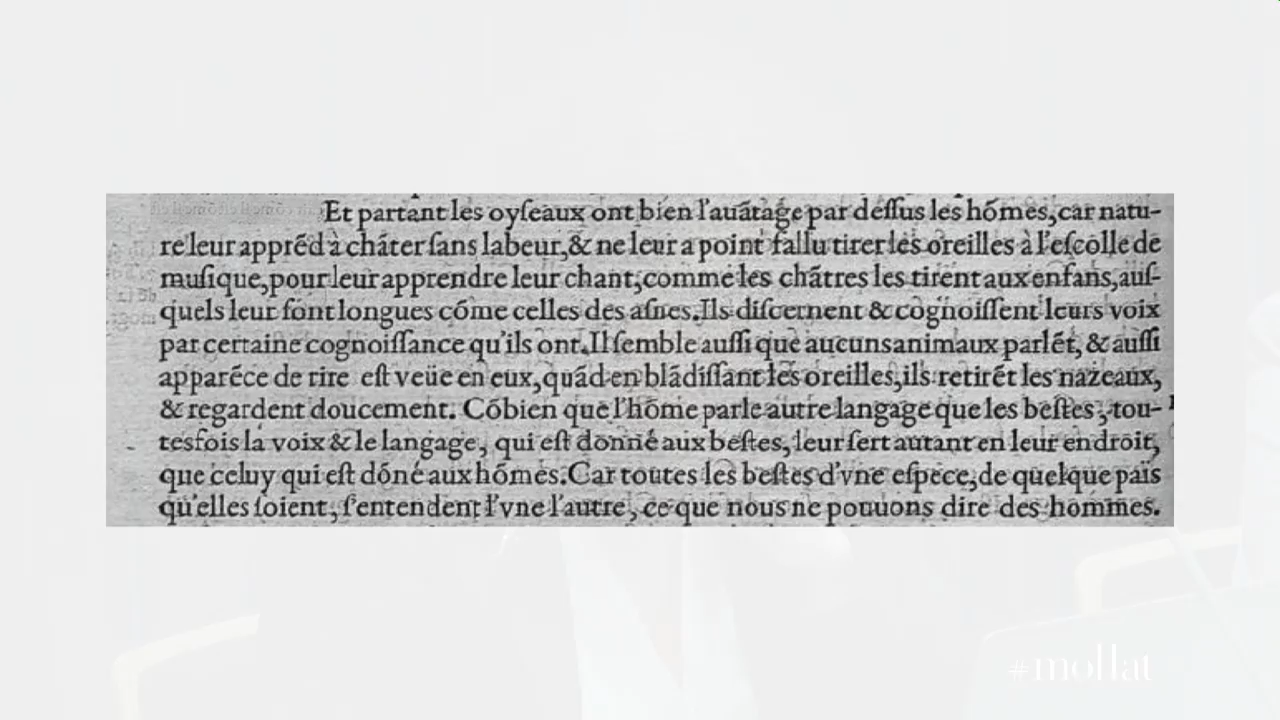 Et partant les oyſeaux ont bien l'auãtage par deſſus les hõmes, car natu-
re leur apprẽd à chãter ſans labeur, & ne leur a point fallu tirer les oreilles à l'eſcolle de
muſique, pour leur apprendre leur chant, comme les chãtres les tirent aux enfans, auſ-
quels leur ſont longues cõme celles des aſnes. Ils diſcernent & cognoiſſent leurs voix
par certaine cognoiſſance qu'ils ont. Il ſemble auſſi que aucuns animaux parlẽt, & auſſi
apparẽce de rire eſt veüe en eux, quãd en blãdiſſant les oreilles, ils retirẽt les nazeaux,
& regardent doucement. Cõbien que l'hõme parle autre langage que les beſtes, tou-
tesfois la voix & le langage, qui eſt donné aux beſtes, leur ſert autant en leur endroit,
que celuy qui eſt dõné aux hõmes. Car toutes les beſtes d'vne eſpece, de quelque païs
qu'elles ſoient, ſ'entendent l'vne l'autre, ce que nous ne pouuons dire des hommes.
#mollat